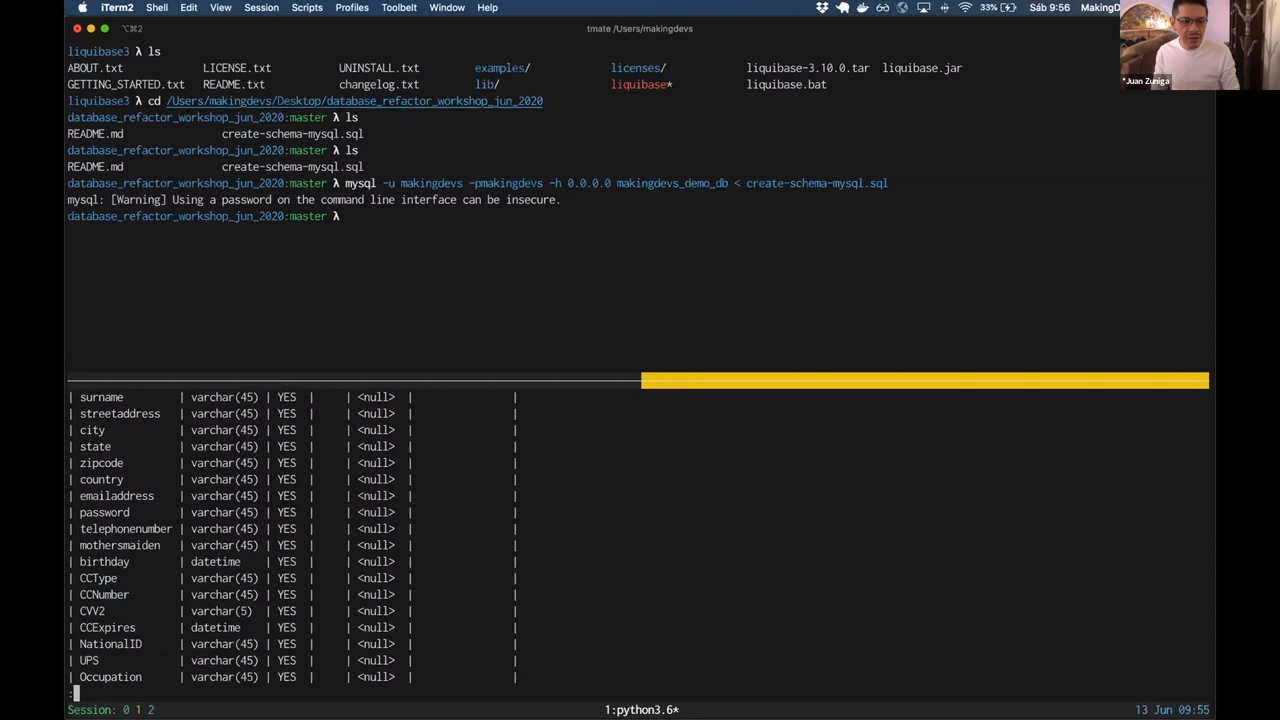 iTerm2 Shell Edit View Session Scripts Profiles Toolbelt Window Help 33% Sáb 9:56 MakingD
⌥⌘2 tmate /Users/makingdevs
*Juan Zuniga
liquibase3 λ ls
ABOUT.txt LICENSE.txt UNINSTALL.txt examples/ licenses/ liquibase-3.10.0.tar liquibase.jar
GETTING_STARTED.txt README.txt changelog.txt lib/ liquibase* liquibase.bat
liquibase3 λ cd /Users/makingdevs/Desktop/database_refactor_workshop_jun_2020
database_refactor_workshop_jun_2020:master λ ls
README.md create-schema-mysql.sql
database_refactor_workshop_jun_2020:master λ ls
README.md create-schema-mysql.sql
database_refactor_workshop_jun_2020:master λ mysql -u makingdevs -pmakingdevs -h 0.0.0.0 makingdevs_demo_db < create-schema-mysql.sql
mysql: [Warning] Using a password on the command line interface can be insecure.
database_refactor_workshop_jun_2020:master λ
| surname | varchar(45) | YES | | <null> | |
| streetaddress | varchar(45) | YES | | <null> | |
| city | varchar(45) | YES | | <null> | |
| state | varchar(45) | YES | | <null> | |
| zipcode | varchar(45) | YES | | <null> | |
| country | varchar(45) | YES | | <null> | |
| emailaddress | varchar(45) | YES | | <null> | |
| password | varchar(45) | YES | | <null> | |
| telephonenumber | varchar(45) | YES | | <null> | |
| mothersmaiden | varchar(45) | YES | | <null> | |
| birthday | datetime | YES | | <null> | |
| CCType | varchar(45) | YES | | <null> | |
| CCNumber | varchar(45) | YES | | <null> | |
| CVV2 | varchar(5) | YES | | <null> | |
| CCExpires | datetime | YES | | <null> | |
| NationalID | varchar(45) | YES | | <null> | |
| UPS | varchar(45) | YES | | <null> | |
| Occupation | varchar(45) | YES | | <null> | |
:
Session: 0 1 2 1:python3.6* 13 Jun 09:55